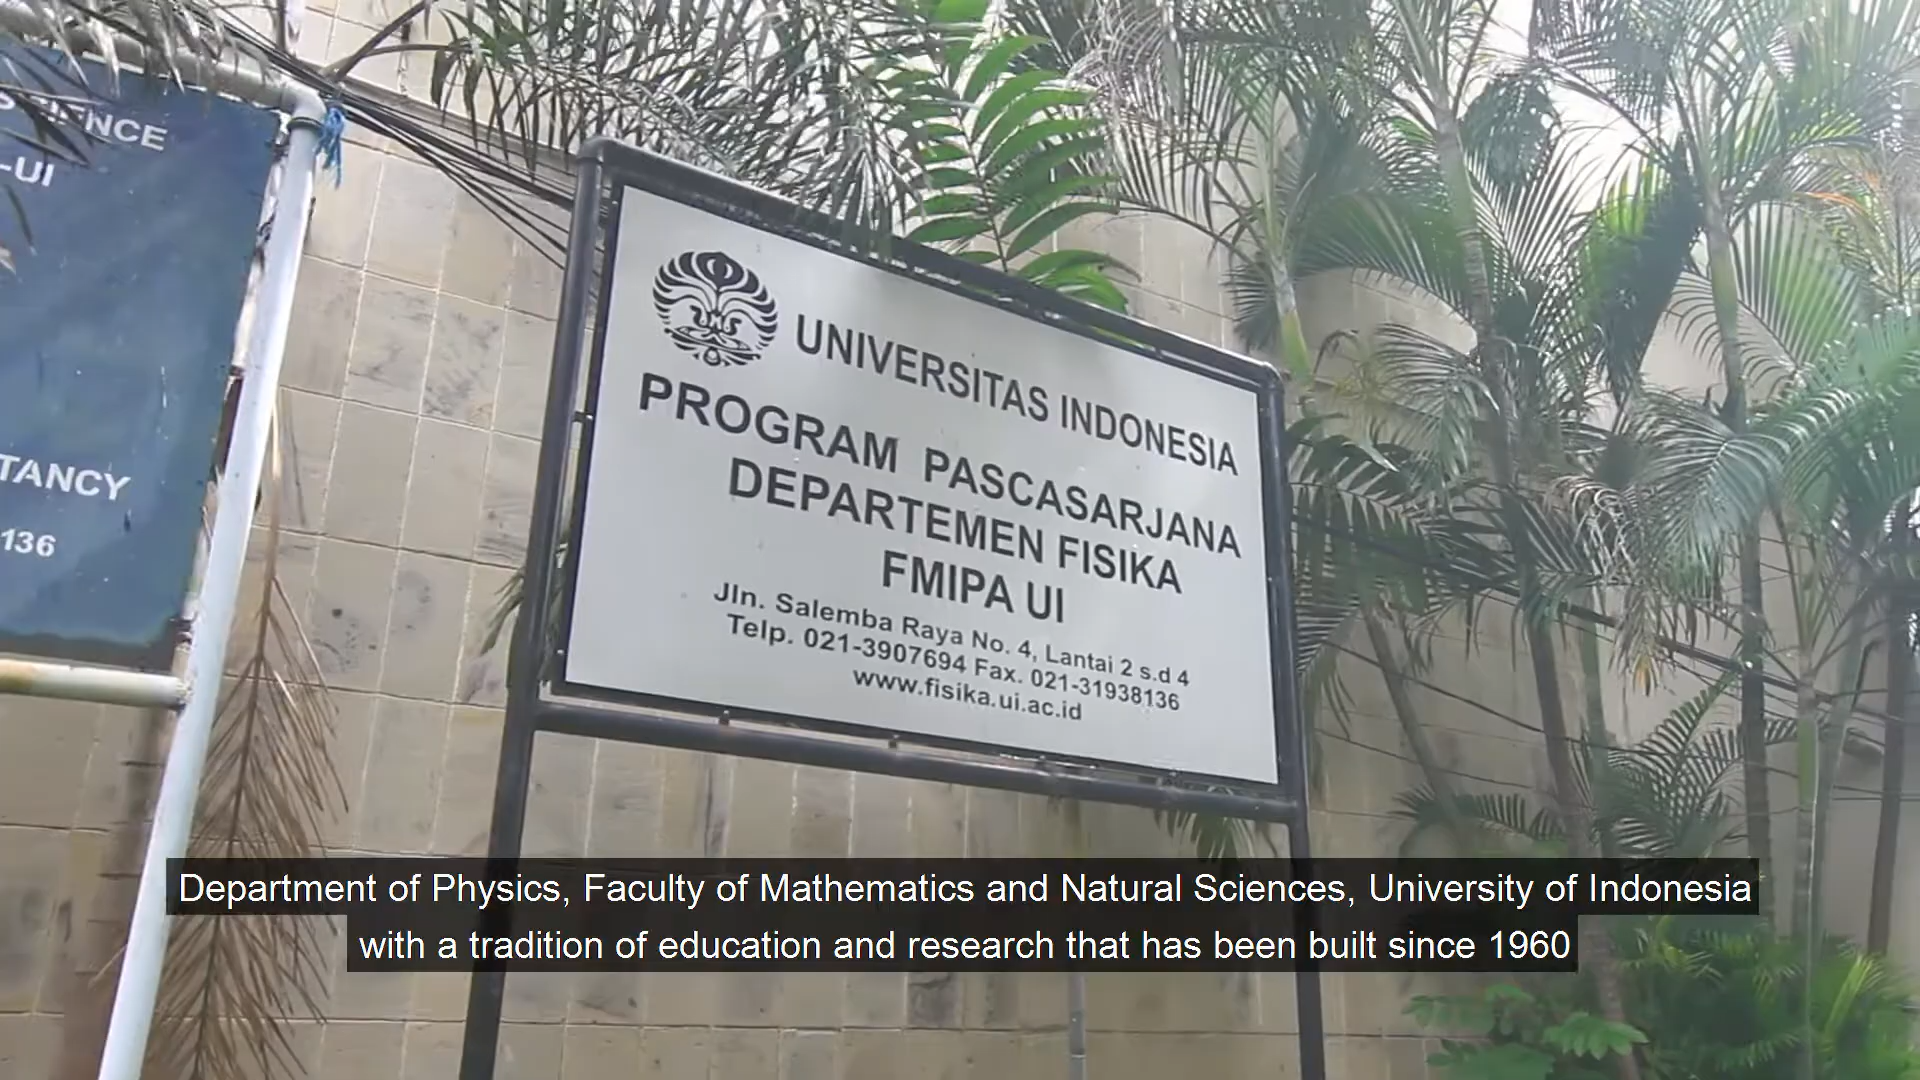 -UI
TANCY
136
UNIVERSITAS INDONESIA
PROGRAM PASCASARJANA
DEPARTEMEN FISIKA
FMIPA UI
Jln. Salemba Raya No. 4, Lantai 2 s.d 4
Telp. 021-3907694 Fax. 021-31938136
www.fisika.ui.ac.id
Department of Physics, Faculty of Mathematics and Natural Sciences, University of Indonesia
with a tradition of education and research that has been built since 1960